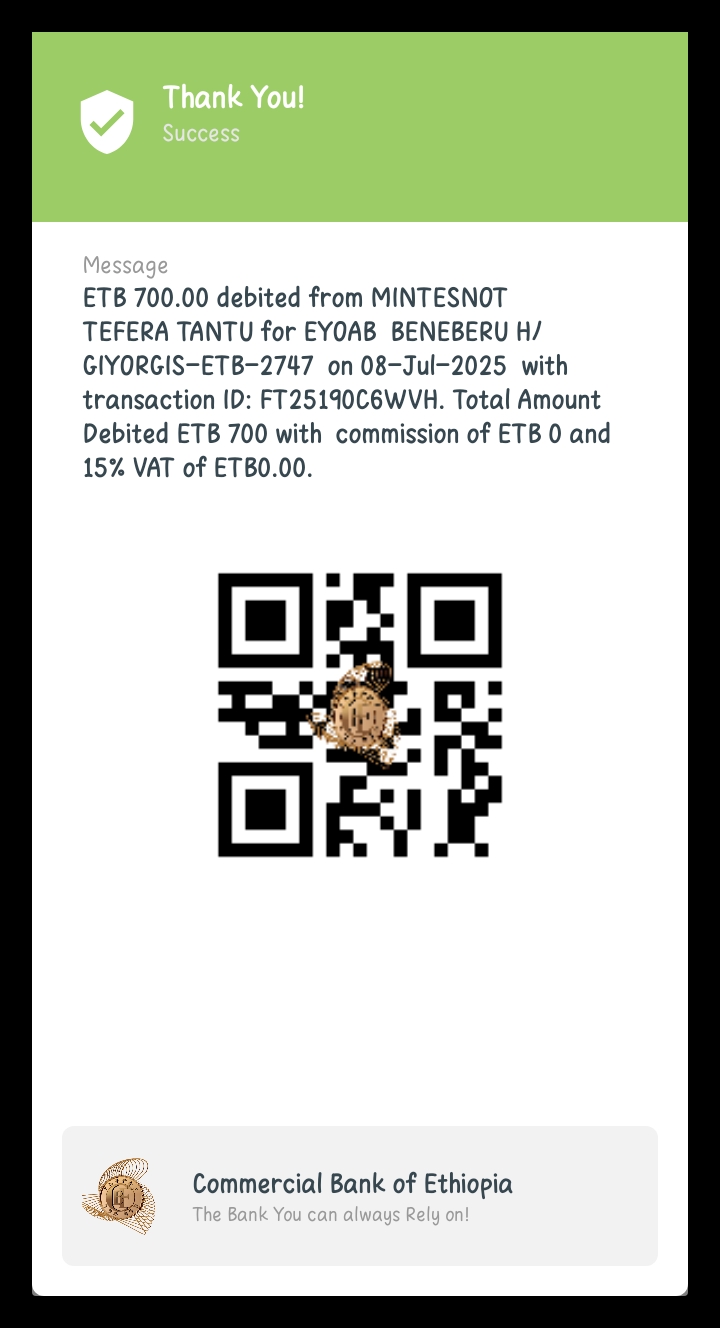 Thank You!
Success
Message
ETB 700.00 debited from MINTESNOT
TEFERA TANTU for EYOAB  BENEBERU H/
GIYORGIS-ETB-2747  on 08-Jul-2025  with
transaction ID: FT25190C6WVH. Total Amount
Debited ETB 700 with  commission of ETB 0 and
15% VAT of ETB0.00.
Commercial Bank of Ethiopia
The Bank You can always Rely on!